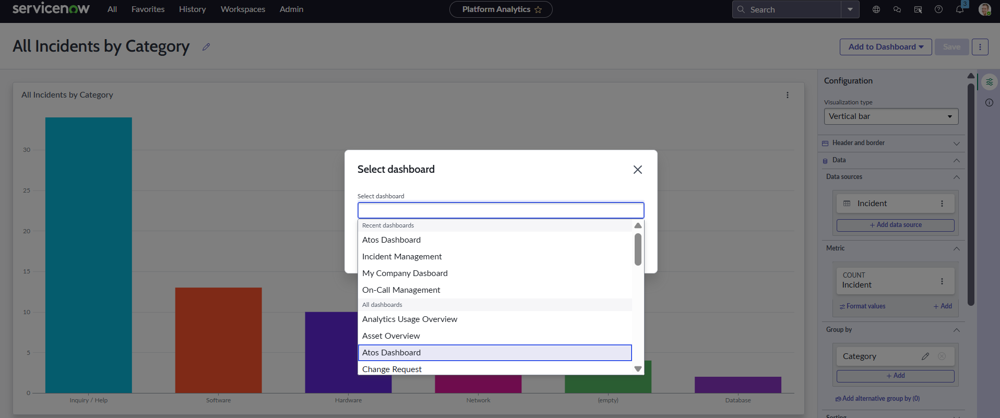 servicenow
All
Favorites
History
Workspaces
Admin
Platform Analytics
Search
3
All Incidents by Category
Add to Dashboard
Save
All Incidents by Category
30
25
20
15
10
5
0
Inquiry / Help
Software
Hardware
Network
(empty)
Database
Select dashboard
Select dashboard
Recent dashboards
Atos Dashboard
Incident Management
My Company Dasboard
On-Call Management
All dashboards
Analytics Usage Overview
Asset Overview
Atos Dashboard
Change Request
Configuration
Visualization type
Vertical bar
Header and border
Data
Data sources
Incident
+ Add data source
Metric
COUNT
Incident
Format values
+ Add
Group by
Category
+ Add
Add alternative group by (0)
Sorting